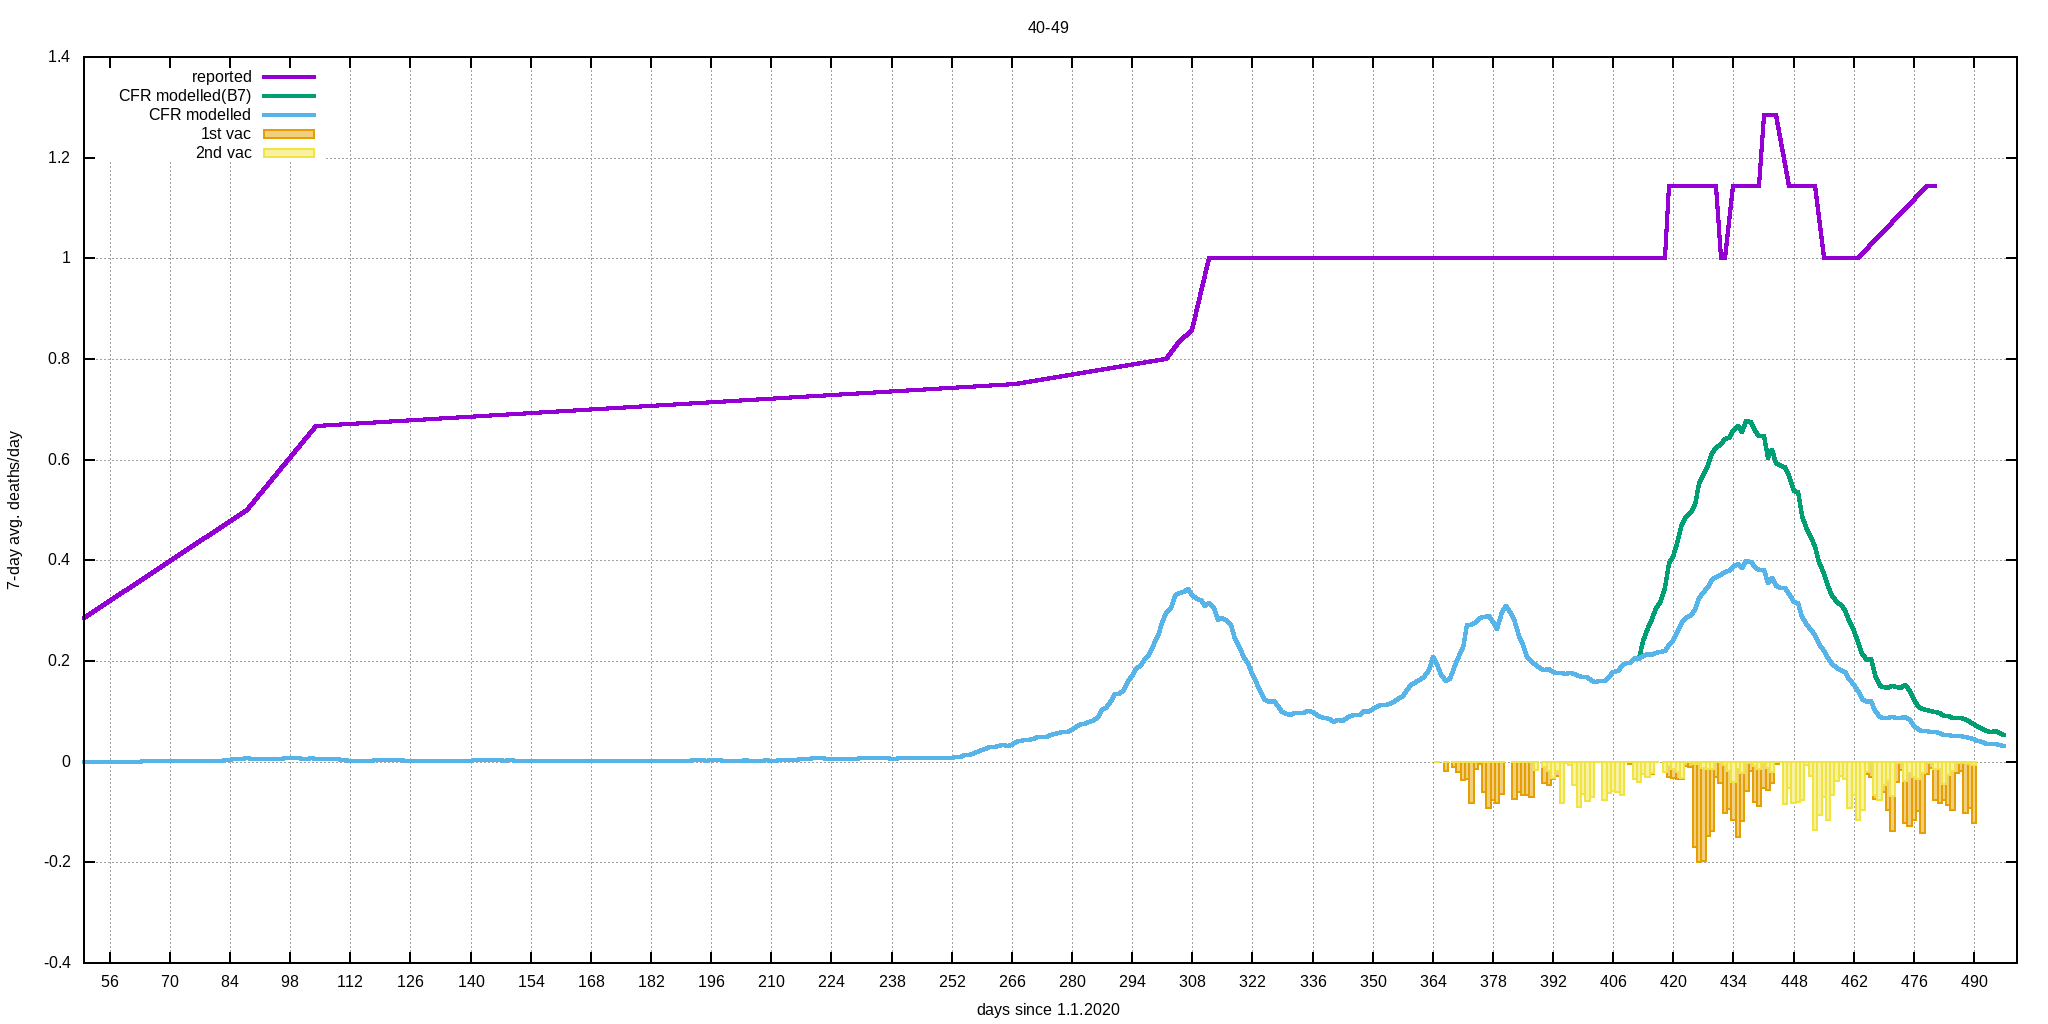 40-49
1.4
1.2
1
0.8
0.6
0.4
0.2
0
-0.2
-0.4
7-day avg. deaths/day
reported
CFR modelled(B7)
CFR modelled
1st vac
2nd vac
56 70 84 98 112 126 140 154 168 182 196 210 224 238 252 266 280 294 308 322 336 350 364 378 392 406 420 434 448 462 476 490
days since 1.1.2020